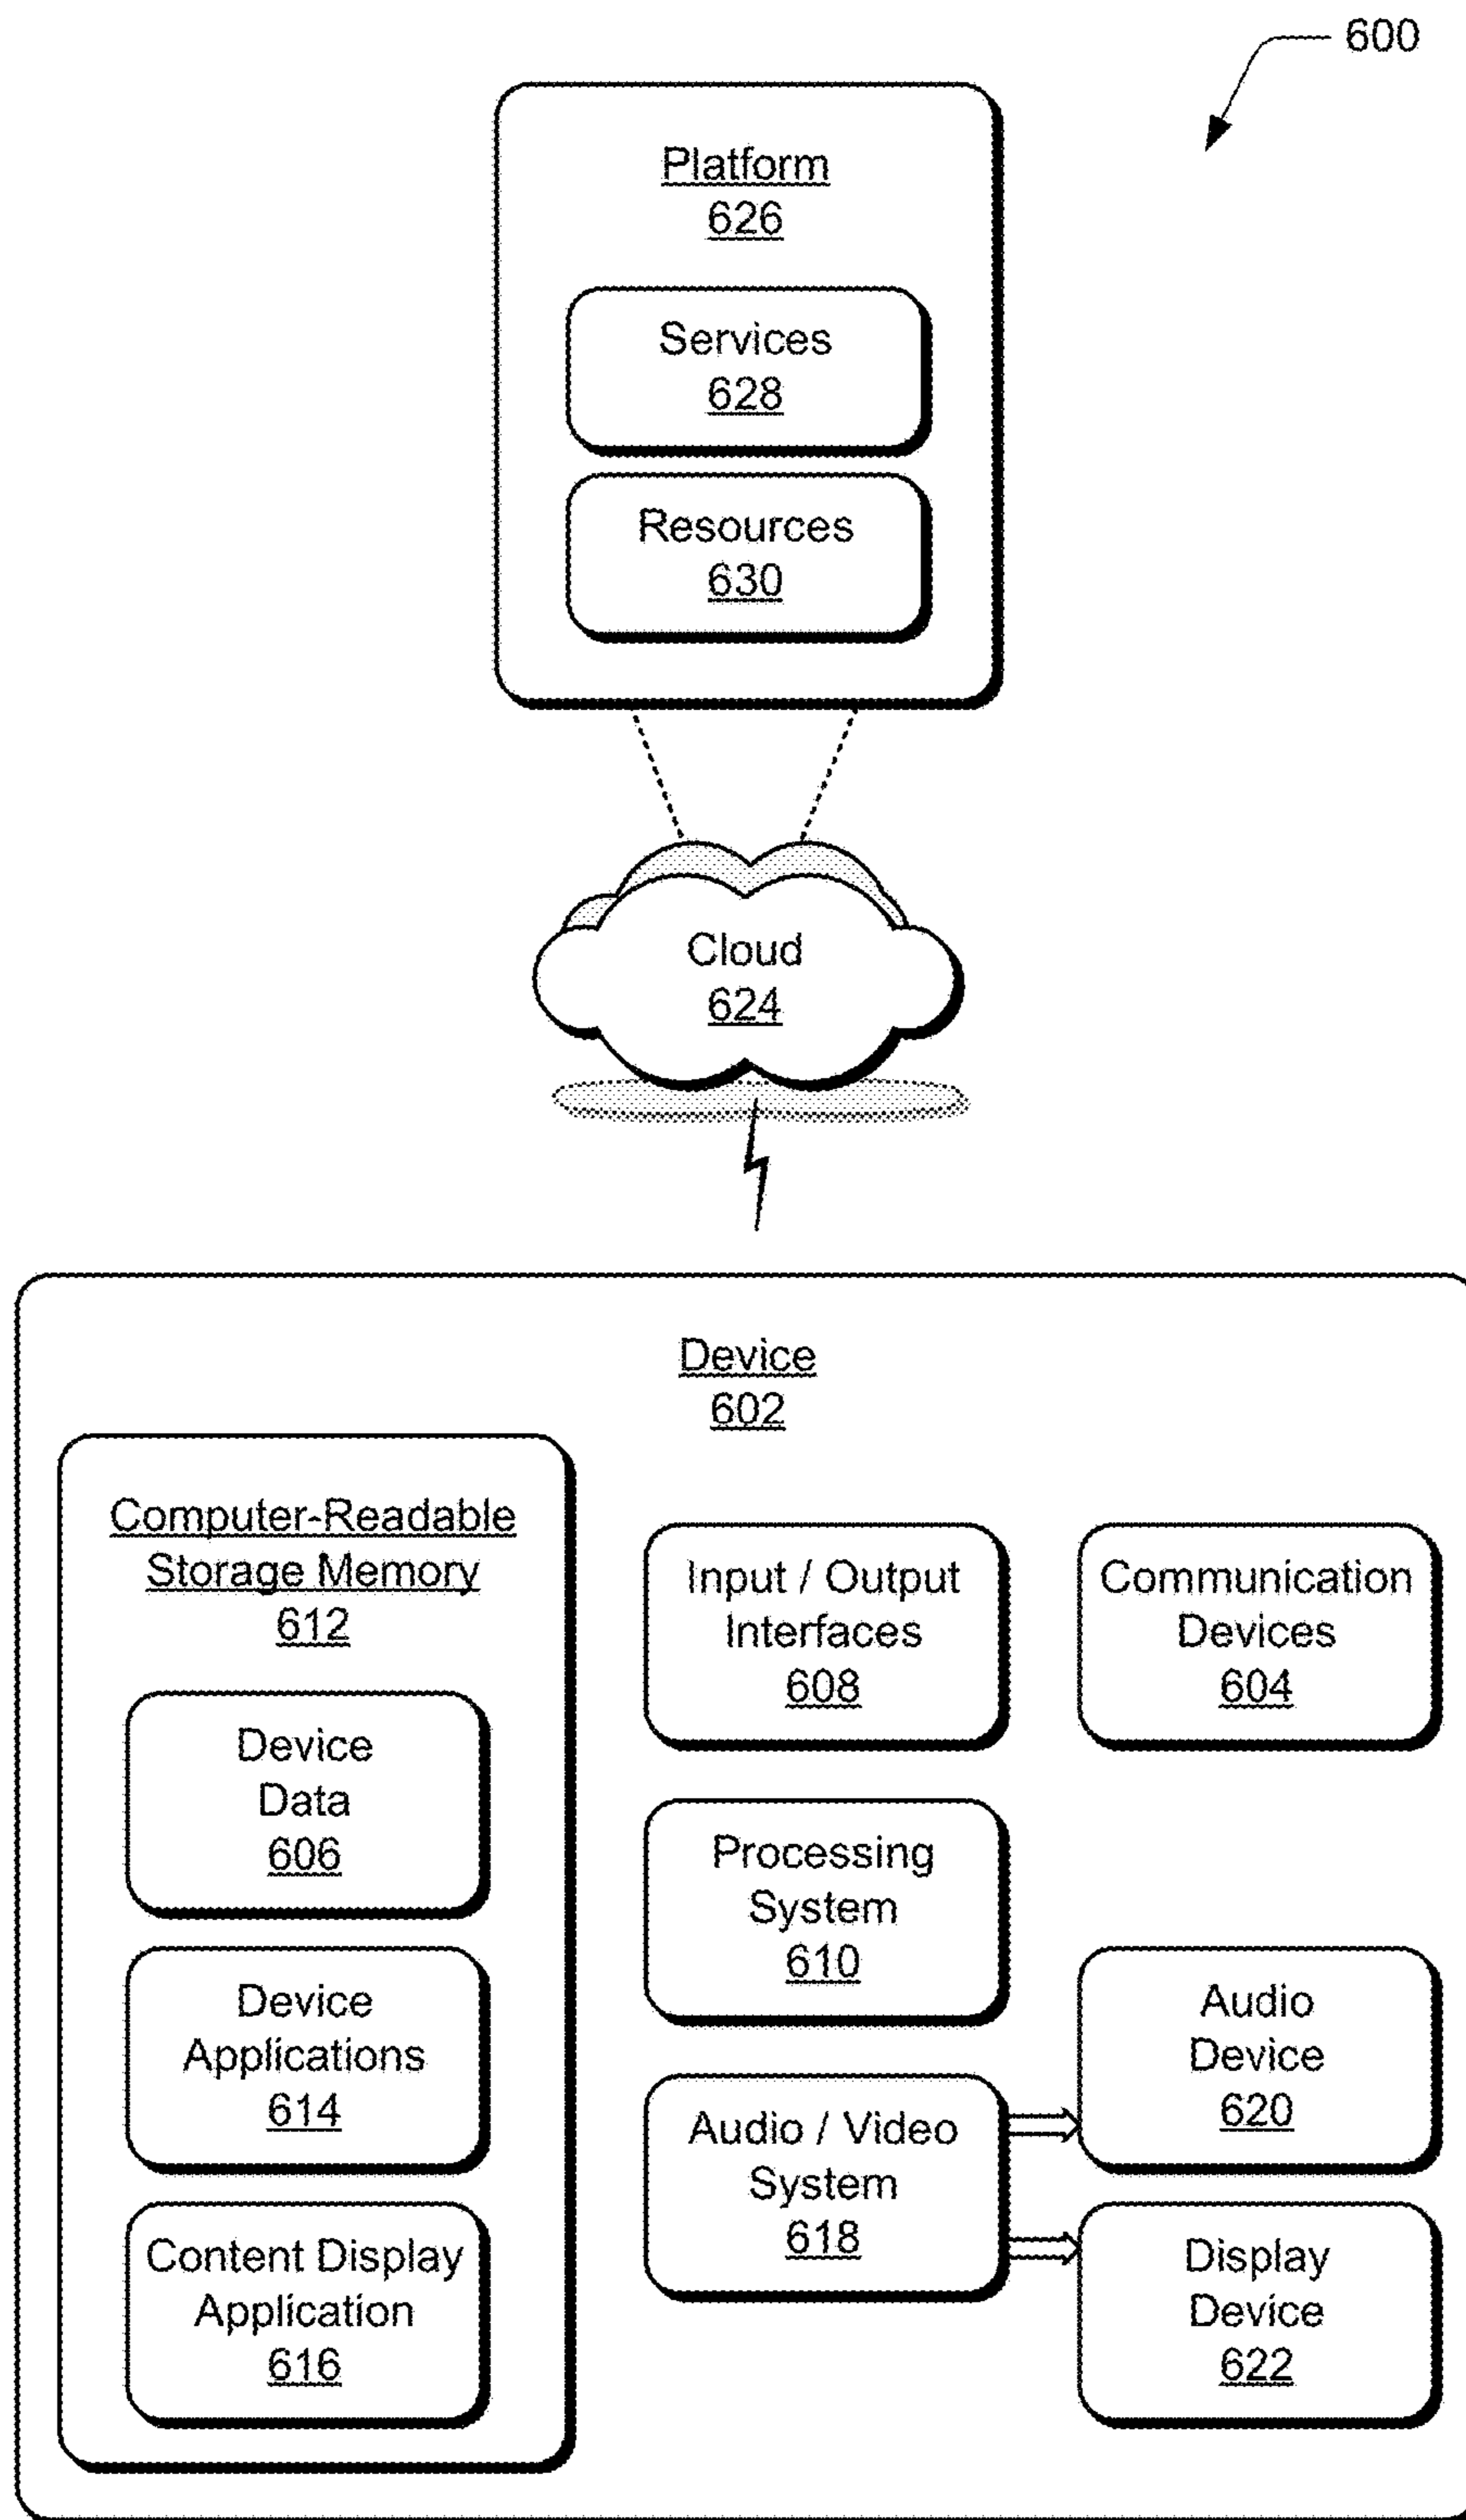 600
Platform
626
Services
628
Resources
630
Cloud
624
Device
602
Computer-Readable
Storage Memory
612
Device
Data
606
Device
Applications
614
Content Display
Application
616
Input / Output
Interfaces
608
Communication
Devices
604
Processing
System
610
Audio / Video
System
618
Audio
Device
620
Display
Device
622